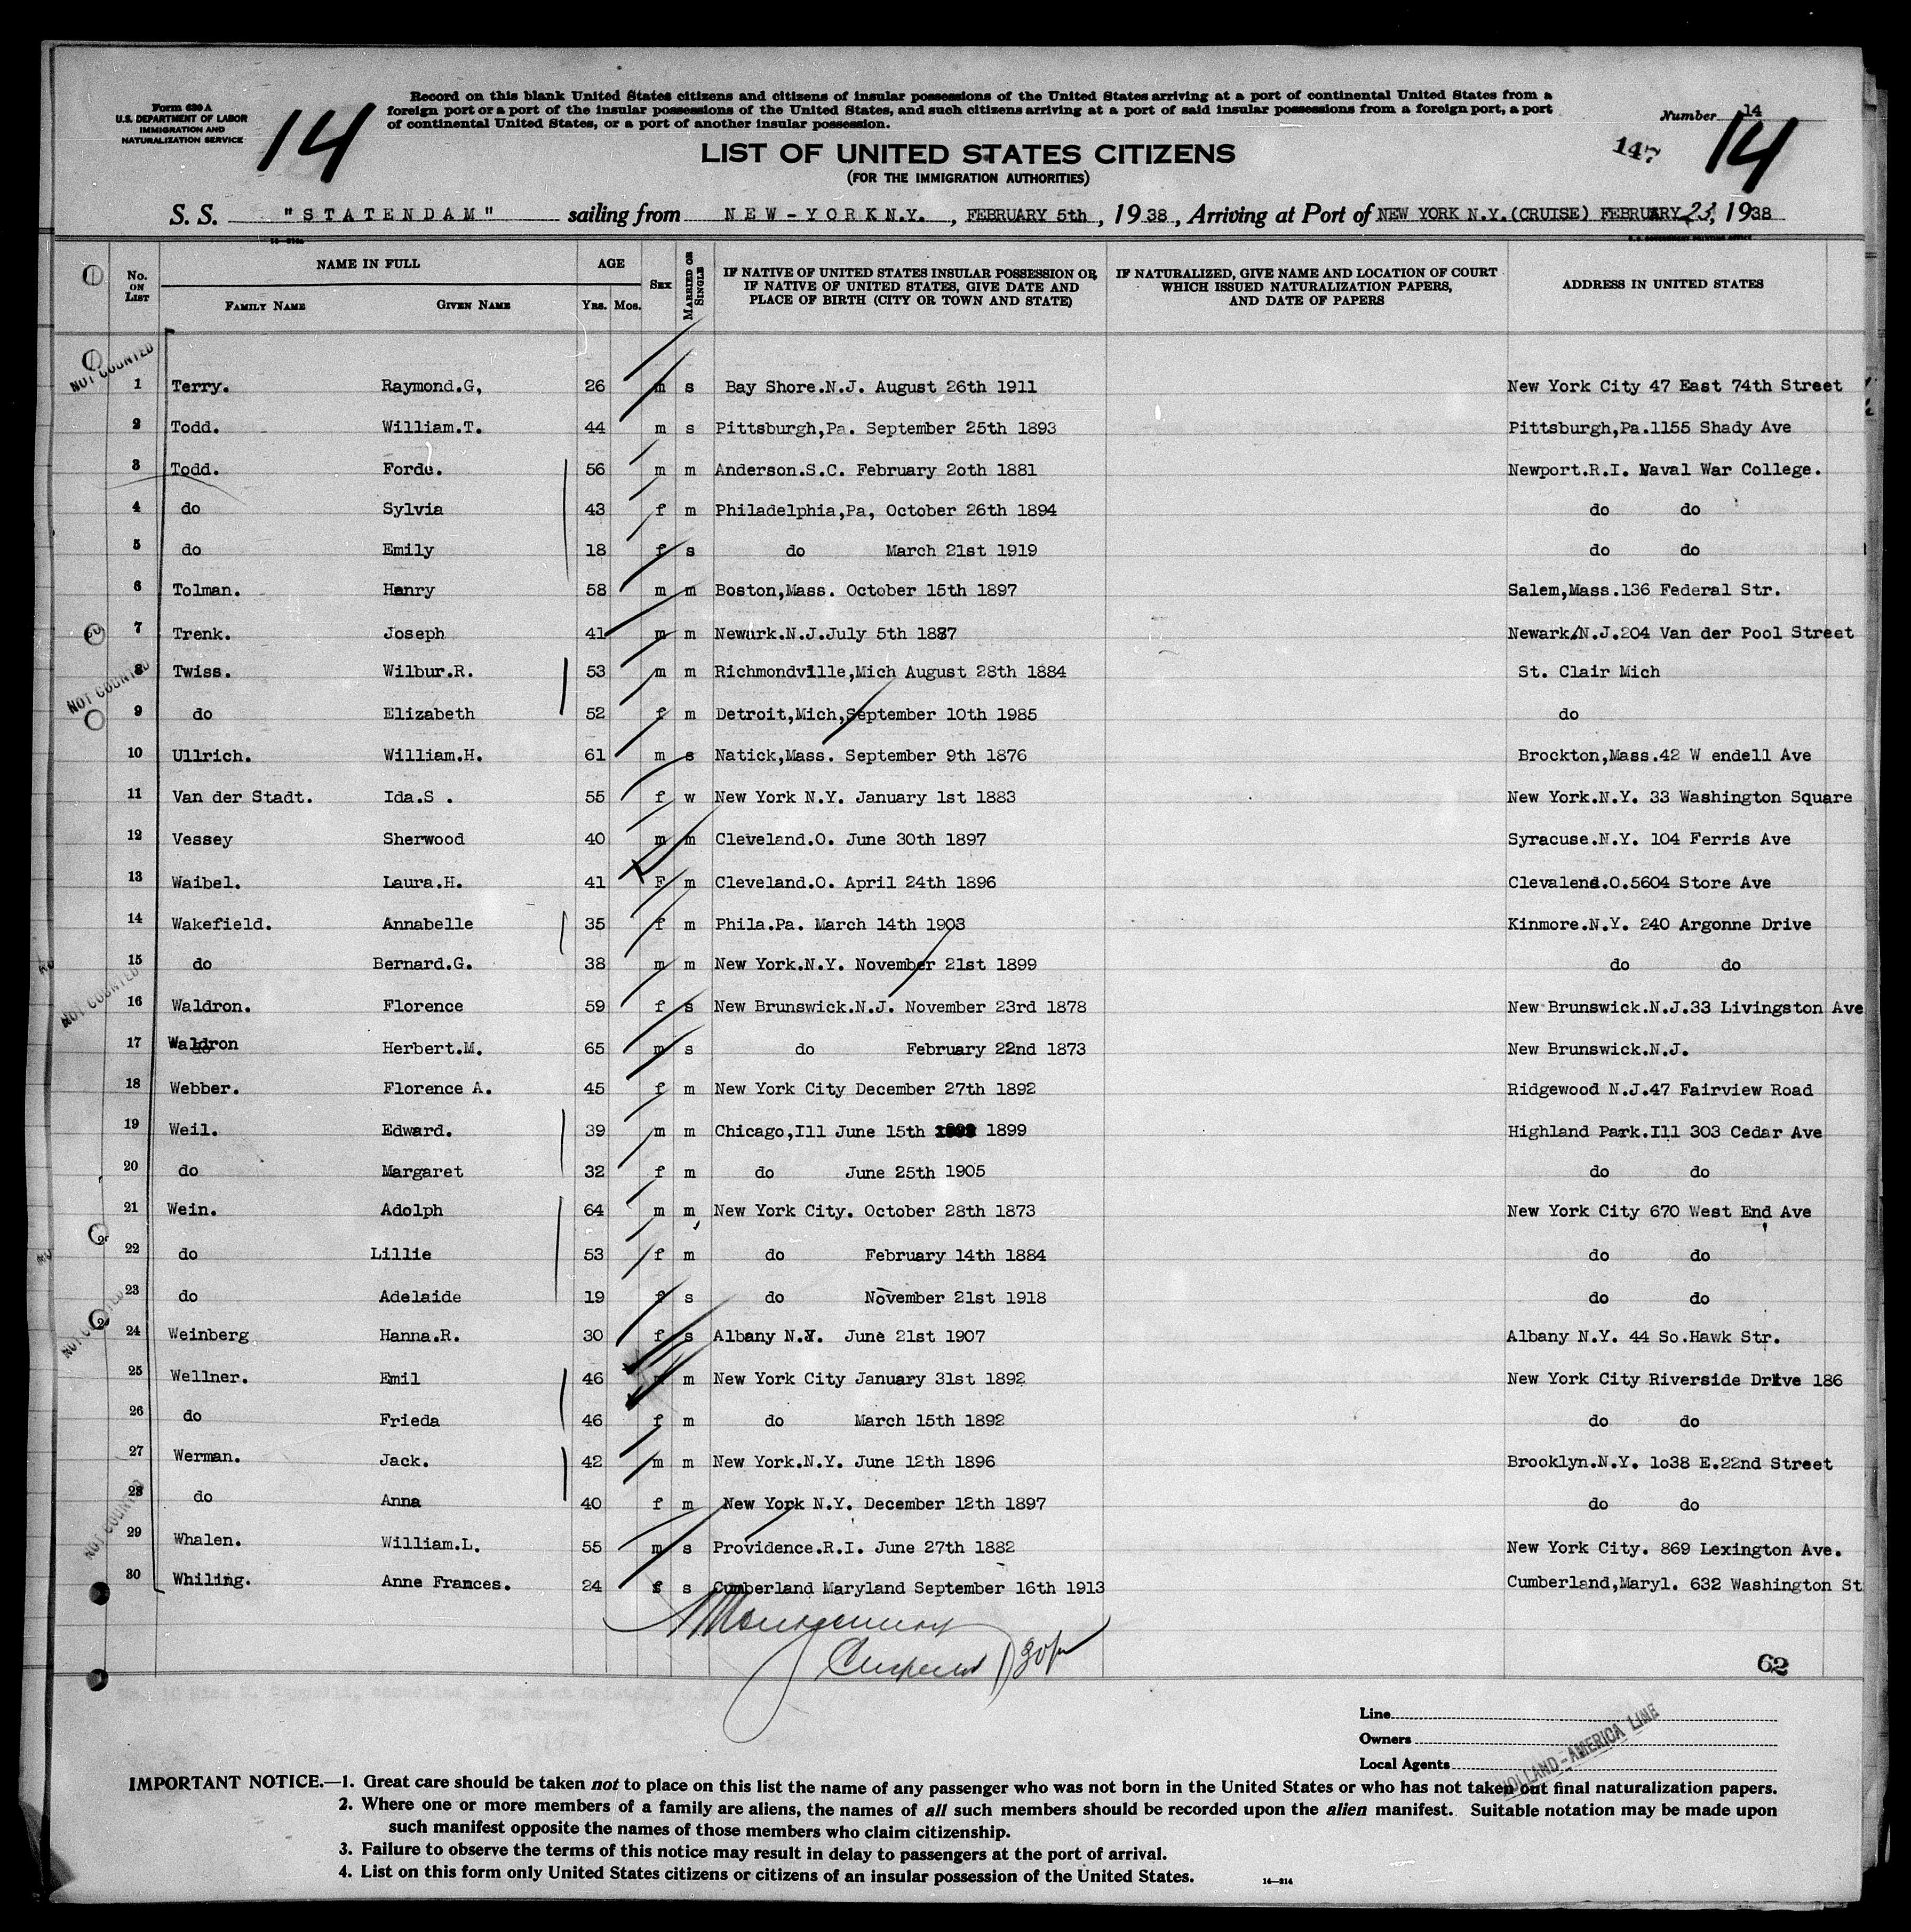 Form 630 A
U.S. DEPARTMENT OF LABOR
IMMIGRATION AND
NATURALIZATION SERVICE
14
Record on this blank United States citizens and citizens of insular possessions of the United States arriving at a port of continental United States from a
foreign port or a port of the insular possessions of the United States, and such citizens arriving at a port of said insular possessions from a foreign port, a port
of continental United States, or a port of another insular possession.
Number 14
147 14
LIST OF UNITED STATES CITIZENS
(FOR THE IMMIGRATION AUTHORITIES)
S. S. "STATENDAM" sailing from NEW-YORK N.Y., FEBRUARY 5th, 1938, Arriving at Port of NEW YORK N.Y.(CRUISE) FEBRUARY 23, 1938
No. ON LIST NAME IN FULL FAMILY NAME GIVEN NAME AGE YRS. MOS. SEX MARRIED OR SINGLE IF NATIVE OF UNITED STATES INSULAR POSSESSION OR IF NATIVE OF UNITED STATES, GIVE DATE AND PLACE OF BIRTH (CITY OR TOWN AND STATE) IF NATURALIZED, GIVE NAME AND LOCATION OF COURT WHICH ISSUED NATURALIZATION PAPERS, AND DATE OF PAPERS ADDRESS IN UNITED STATES
NOT COUNTED
1 Terry. Raymond.G, 26 m s Bay Shore.N.J. August 26th 1911 New York City 47 East 74th Street
2 Todd. William.T. 44 m s Pittsburgh,Pa. September 25th 1893 Pittsburgh,Pa.1155 Shady Ave
3 Todd. Forde. 56 m m Anderson.S.C. February 2oth 1881 Newport.R.I. Naval War College.
4 do Sylvia 43 f m Philadelphia,Pa, October 26th 1894 do do
5 do Emily 18 f s do March 21st 1919 do do
6 Tolman. Henry 58 m m Boston,Mass. October 15th 1897 Salem,Mass.136 Federal Str.
7 Trenk. Joseph 41 m m Newark.N.J.July 5th 1887 Newark.N.J.204 Van der Pool Street
NOT COUNTED
8 Twiss. Wilbur.R. 53 m m Richmondville,Mich August 28th 1884 St. Clair Mich
9 do Elizabeth 52 f m Detroit,Mich,September 10th 1985 do
10 Ullrich. William.H. 61 m s Natick,Mass. September 9th 1876 Brockton,Mass.42 W endell Ave
11 Van der Stadt. Ida.S . 55 f w New York N.Y. January 1st 1883 New York.N.Y. 33 Washington Square
12 Vessey Sherwood 40 m m Cleveland.O. June 30th 1897 Syracuse.N.Y. 104 Ferris Ave
13 Waibel. Laura.H. 41 F m Cleveland.O. April 24th 1896 Clevalend.O.5604 Store Ave
14 Wakefield. Annabelle 35 f m Phila.Pa. March 14th 1903 Kinmore.N.Y. 240 Argonne Drive
15 do Bernard.G. 38 m m New York.N.Y. November 21st 1899 do do
NOT COUNTED
16 Waldron. Florence 59 f s New Brunswick.N.J. November 23rd 1878 New Brunswick.N.J.33 Livingston Ave
17 Waldron Herbert.M. 65 m s do February 22nd 1873 New Brunswick.N.J.
18 Webber. Florence A. 45 f m New York City December 27th 1892 Ridgewood N.J.47 Fairview Road
19 Weil. Edward. 39 m m Chicago,Ill June 15th 1899 Highland Park.Ill 303 Cedar Ave
20 do Margaret 32 f m do June 25th 1905 do do
21 Wein. Adolph 64 m m New York City. October 28th 1873 New York City 670 West End Ave
22 do Lillie 53 f m do February 14th 1884 do do
23 do Adelaide 19 f s do November 21st 1918 do do
NOT COUNTED
24 Weinberg Hanna.R. 30 f s Albany N.Y. June 21st 1907 Albany N.Y. 44 So.Hawk Str.
25 Wellner. Emil 46 m m New York City January 31st 1892 New York City Riverside Drive 186
26 do Frieda 46 f m do March 15th 1892 do do
27 Werman. Jack. 42 m m New York.N.Y. June 12th 1896 Brooklyn.N.Y. 1o38 E.22nd Street
28 do Anna 40 f m New York N.Y. December 12th 1897 do do
NOT COUNTED
29 Whalen. William.L. 55 m s Providence.R.I. June 27th 1882 New York City. 869 Lexington Ave.
30 Whiling. Anne Frances. 24 f s Cumberland Maryland September 16th 1913 Cumberland,Maryl. 632 Washington St
62
Line
Owners
Local Agents
HOLLAND-AMERICA LINE
IMPORTANT NOTICE.—1. Great care should be taken not to place on this list the name of any passenger who was not born in the United States or who has not taken out final naturalization papers.
2. Where one or more members of a family are aliens, the names of all such members should be recorded upon the alien manifest. Suitable notation may be made upon
such manifest opposite the names of those members who claim citizenship.
3. Failure to observe the terms of this notice may result in delay to passengers at the port of arrival.
4. List on this form only United States citizens or citizens of an insular possession of the United States.
14—314